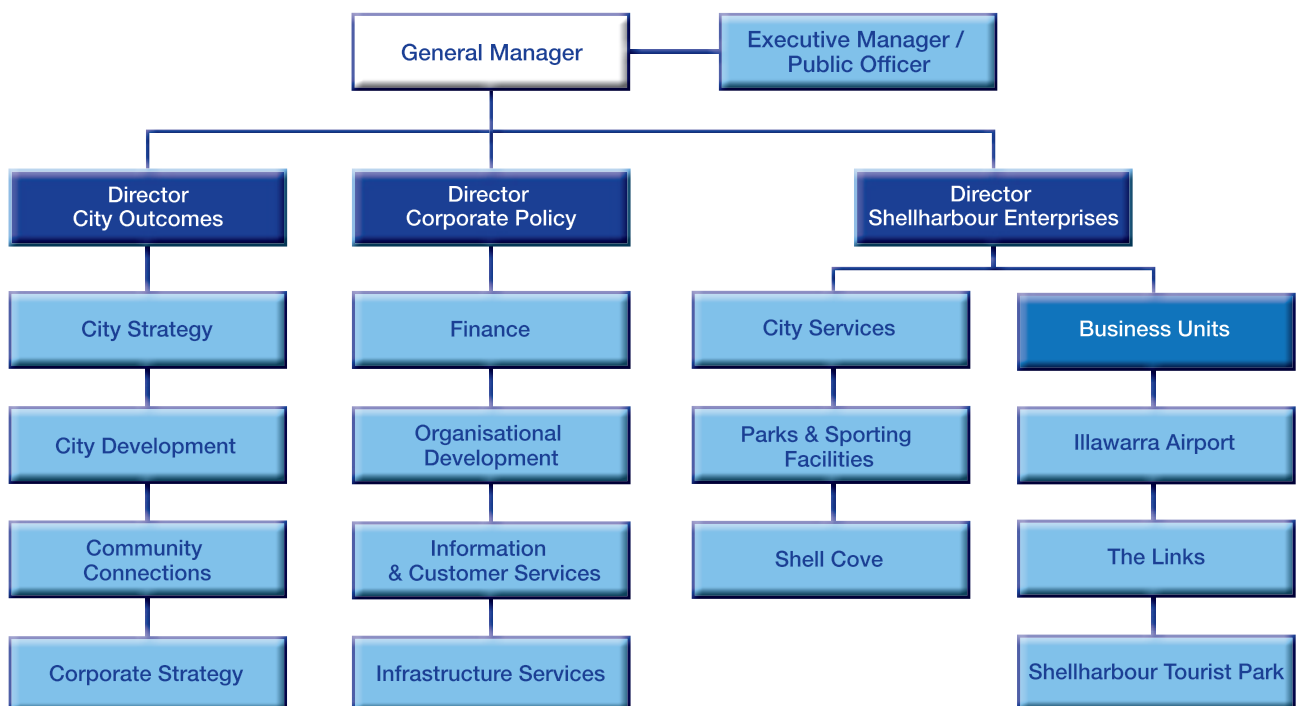 General Manager
Executive Manager /
Public Officer
Director
City Outcomes
Director
Corporate Policy
Director
Shellharbour Enterprises
City Strategy
Finance
City Services
Business Units
City Development
Organisational
Development
Parks & Sporting
Facilities
Illawarra Airport
Community
Connections
Information
& Customer Services
Shell Cove
The Links
Corporate Strategy
Infrastructure Services
Shellharbour Tourist Park